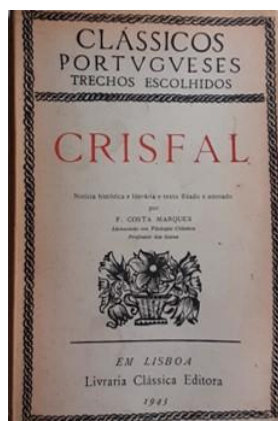 CLÁSSICOS
PORTVGVESES
TRECHOS ESCOLHIDOS
CRISFAL
Notícia histórica e literária e texto fixado e anotado
por
F. COSTA MARQUES
Licenciado em Filologia Clássica
Professor dos liceus
EM LISBOA
Livraria Clássica Editora
1943